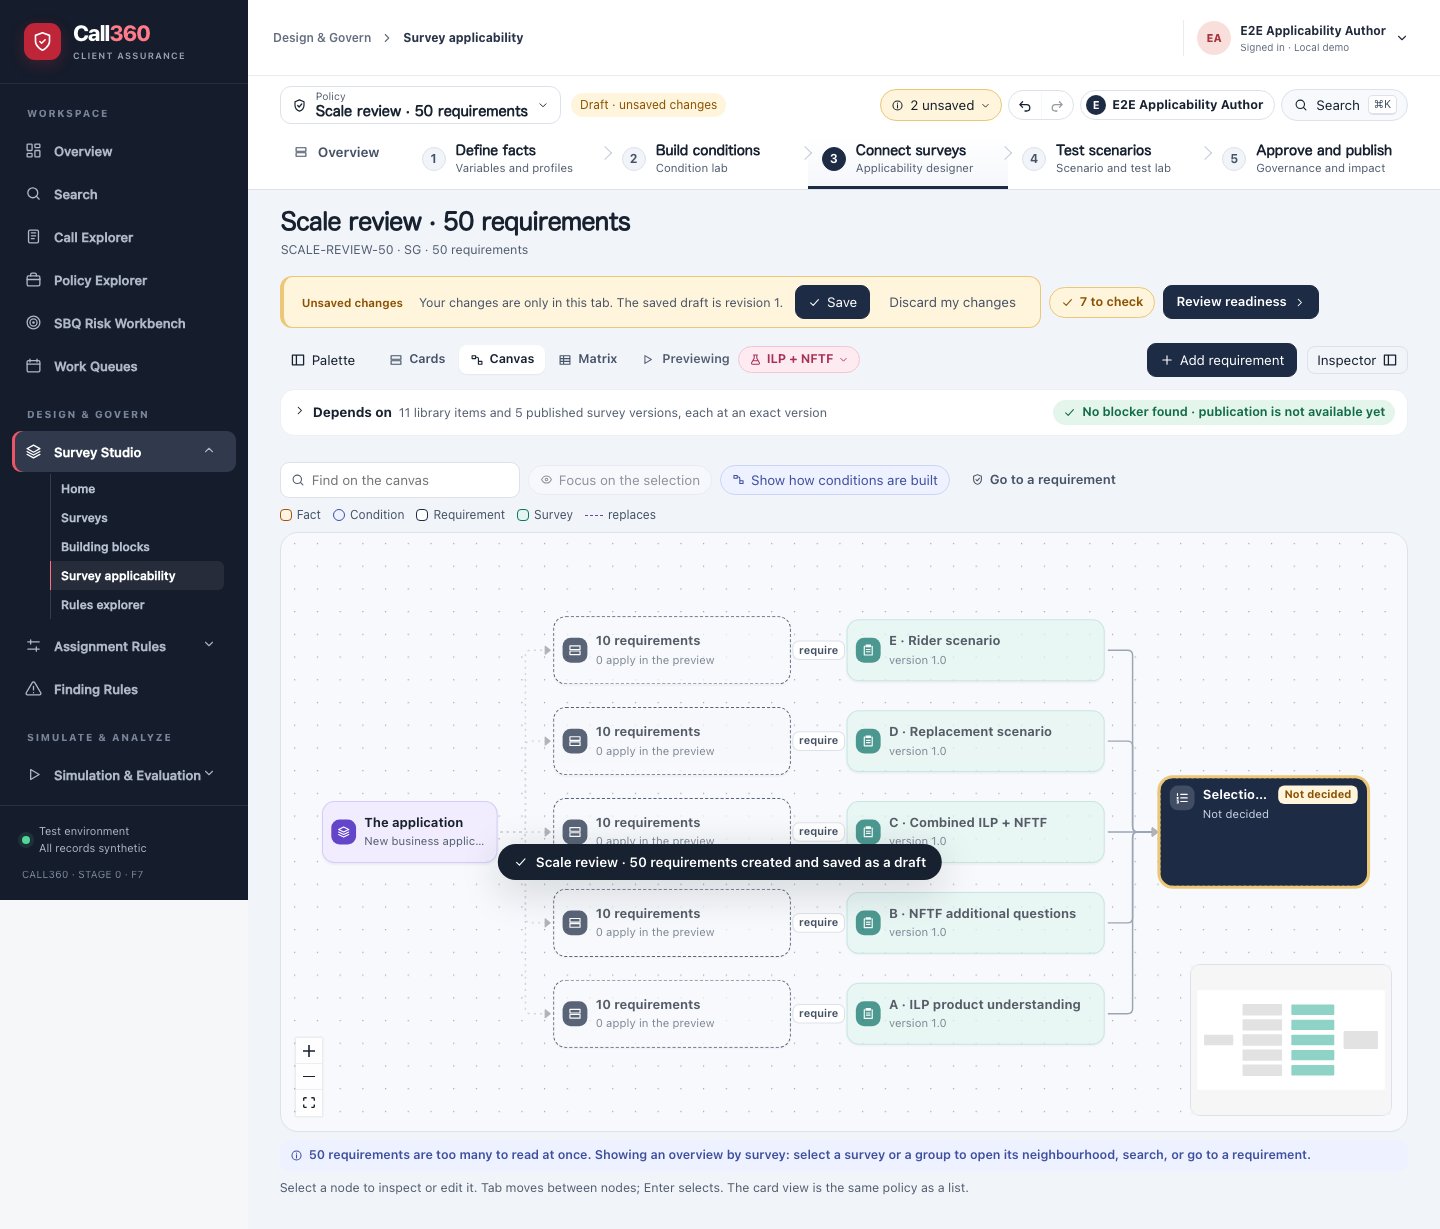 Call360
CLIENT ASSURANCE
WORKSPACE
Overview
Search
Call Explorer
Policy Explorer
SBQ Risk Workbench
Work Queues
DESIGN & GOVERN
Survey Studio
Home
Surveys
Building blocks
Survey applicability
Rules explorer
Assignment Rules
Finding Rules
SIMULATE & ANALYZE
Simulation & Evaluation
Test environment
All records synthetic
CALL360 · STAGE 0 · F7
Design & Govern > Survey applicability
EA
E2E Applicability Author
Signed in · Local demo
Policy
Scale review · 50 requirements
Draft · unsaved changes
2 unsaved
E E2E Applicability Author
Search ⌘K
Overview
1 Define facts
Variables and profiles
2 Build conditions
Condition lab
3 Connect surveys
Applicability designer
4 Test scenarios
Scenario and test lab
5 Approve and publish
Governance and impact
Scale review · 50 requirements
SCALE-REVIEW-50 · SG · 50 requirements
Unsaved changes Your changes are only in this tab. The saved draft is revision 1. Save Discard my changes
7 to check
Review readiness
Palette
Cards
Canvas
Matrix
Previewing
ILP + NFTF
Add requirement
Inspector
Depends on 11 library items and 5 published survey versions, each at an exact version
No blocker found · publication is not available yet
Find on the canvas
Focus on the selection
Show how conditions are built
Go to a requirement
Fact Condition Requirement Survey replaces
The application
New business applic...
10 requirements
0 apply in the preview
require
E · Rider scenario
version 1.0
10 requirements
0 apply in the preview
require
D · Replacement scenario
version 1.0
10 requirements
0 apply in the preview
require
C · Combined ILP + NFTF
version 1.0
Scale review · 50 requirements created and saved as a draft
10 requirements
0 apply in the preview
require
B · NFTF additional questions
version 1.0
10 requirements
0 apply in the preview
require
A · ILP product understanding
version 1.0
Selectio... Not decided
Not decided
50 requirements are too many to read at once. Showing an overview by survey: select a survey or a group to open its neighbourhood, search, or go to a requirement.
Select a node to inspect or edit it. Tab moves between nodes; Enter selects. The card view is the same policy as a list.